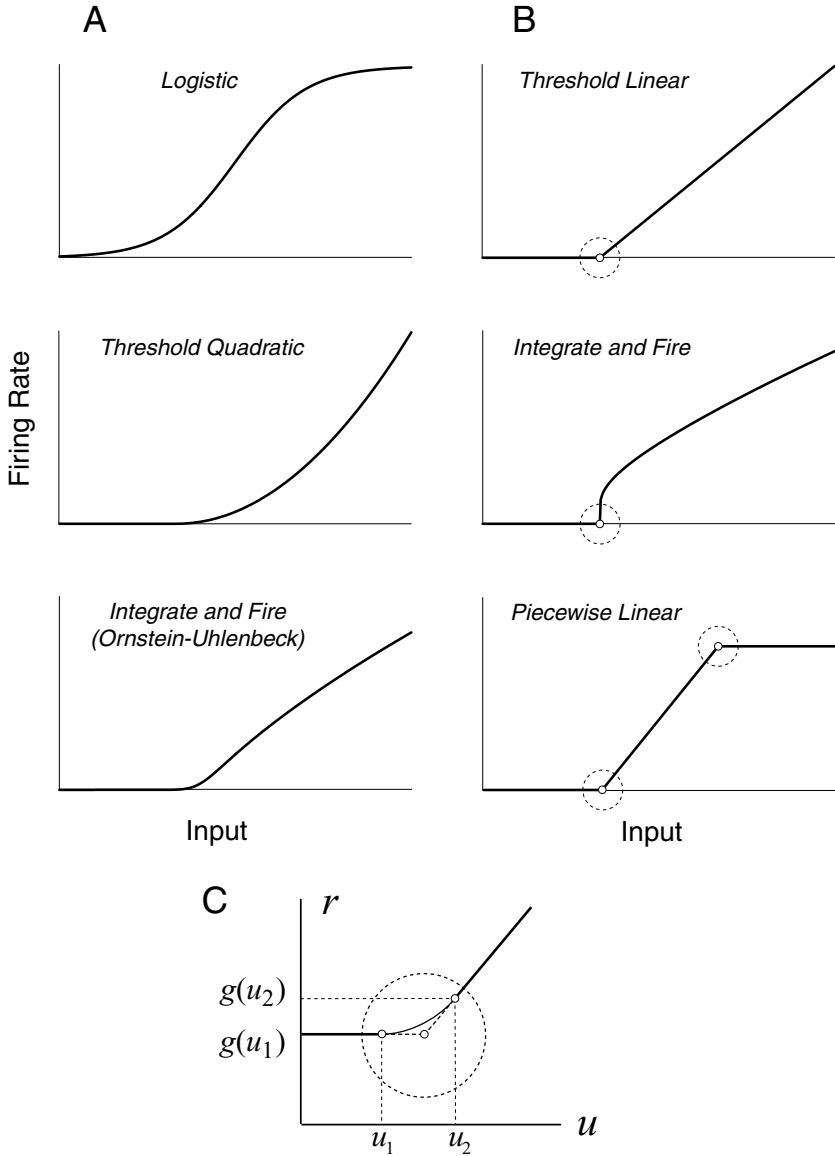 A
B
Logistic
Threshold Linear
Threshold Quadratic
Integrate and Fire
Firing Rate
Integrate and Fire
(Ornstein-Uhlenbeck)
Piecewise Linear
Input
Input
C
r
g(u₂)
g(u₁)
u₁
u₂
u